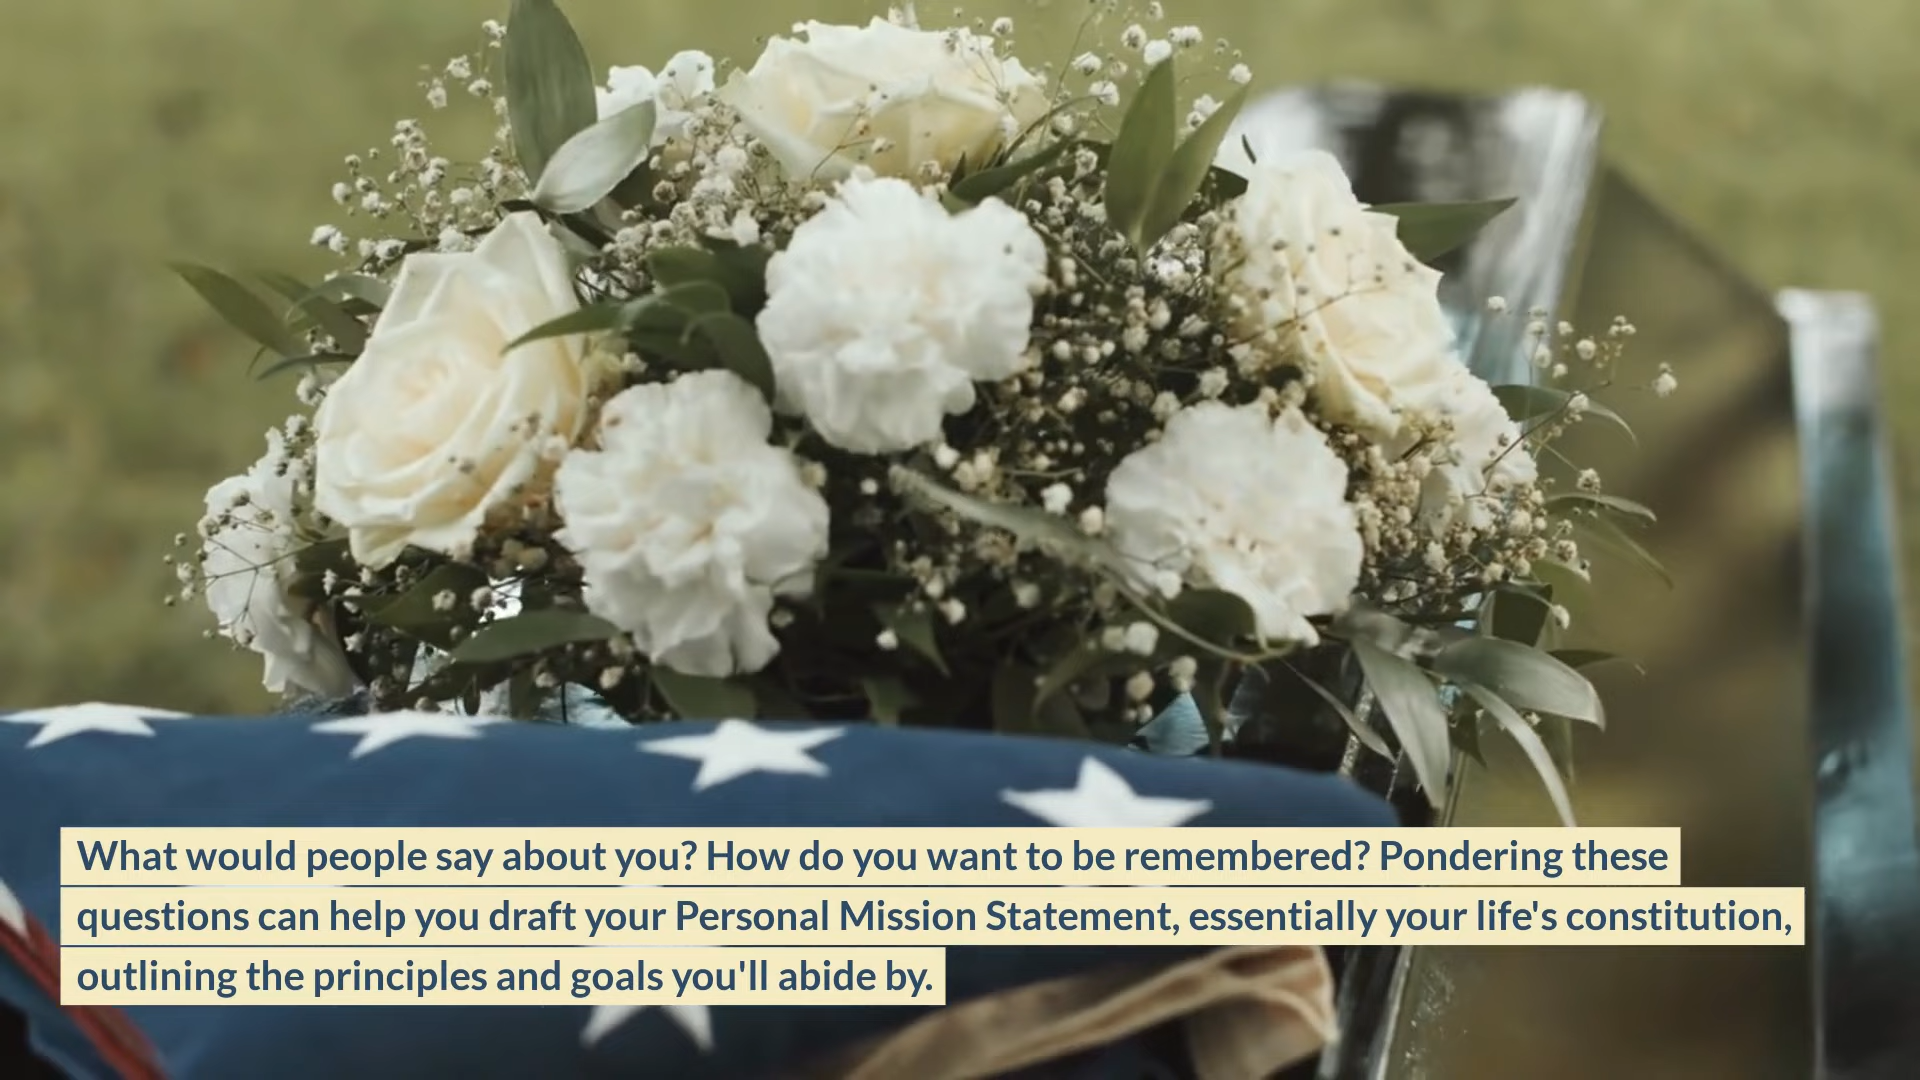 What would people say about you? How do you want to be remembered? Pondering these
questions can help you draft your Personal Mission Statement, essentially your life's constitution,
outlining the principles and goals you'll abide by.